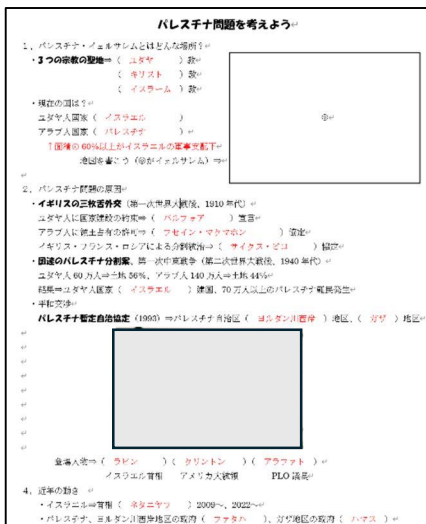 パレスチナ問題を考えよう
1、パレスチナ・イェルサレムとはどんな場所？
・3つの宗教の聖地⇒（ ユダヤ ）教
（ キリスト ）教
（ イスラーム ）教
・現在の国は？
ユダヤ人国家（ イスラエル ）
アラブ人国家（ パレスチナ ）
↑面積の60%以上がイスラエルの軍事支配下
地図を書こう（◎がイェルサレム）⇒
◎
2、パレスチナ問題の原因
・イギリスの三枚舌外交（第一次世界大戦後、1910年代）
ユダヤ人に国家建設の約束⇒（ バルフォア ）宣言
アラブ人に領土占有の許可⇒（ フセイン・マクマホン ）協定
イギリス・フランス・ロシアによる分割統治⇒（ サイクス・ピコ ）協定
・国連のパレスチナ分割案、第一次中東戦争（第二次世界大戦後、1940年代）
ユダヤ人60万人⇒土地56%、アラブ人140万人⇒土地44%
結果⇒ユダヤ人国家（ イスラエル ）建国、70万人以上のパレスチナ難民発生
・平和交渉
パレスチナ暫定自治協定（1993）⇒パレスチナ自治区（ ヨルダン川西岸 ）地区、（ ガザ ）地区
登場人物⇒（ ラビン ）（ クリントン ）（ アラファト ）
イスラエル首相 アメリカ大統領 PLO議長
4、近年の動き
・イスラエル⇒首相（ ネタニヤフ ）2009～、2022～
・パレスチナ、ヨルダン川西岸地区の政府（ ファタハ ）、ガザ地区の政府（ ハマス ）